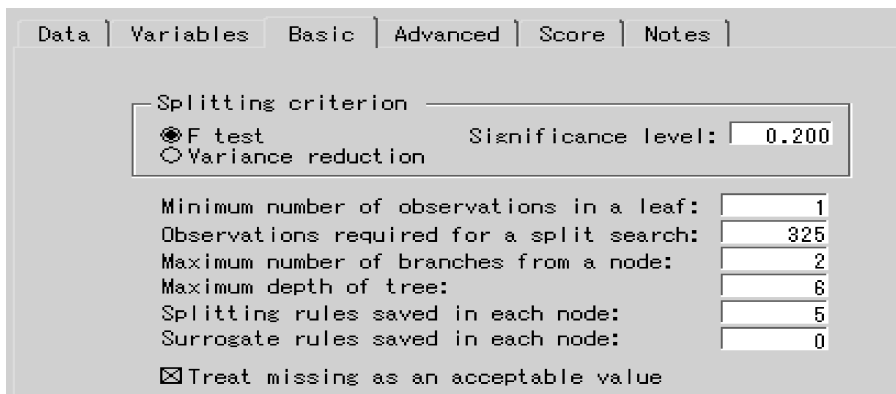 Data Variables Basic Advanced Score Notes
Splitting criterion
F test Significance level: 0.200
Variance reduction
Minimum number of observations in a leaf: 1
Observations required for a split search: 325
Maximum number of branches from a node: 2
Maximum depth of tree: 6
Splitting rules saved in each node: 5
Surrogate rules saved in each node: 0
Treat missing as an acceptable value